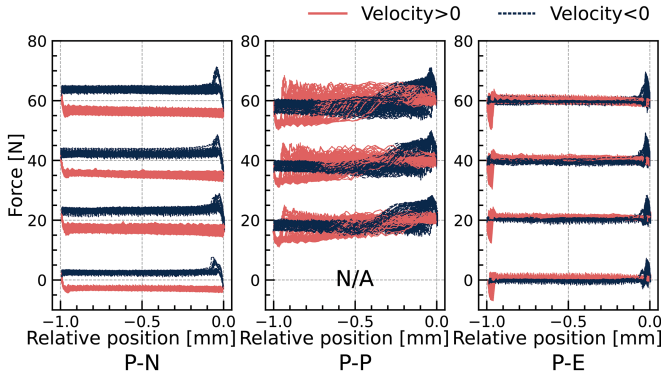 Velocity>0 Velocity<0
80 80 80
60 60 60
40 40 40
20 20 20
0 0 0
Force [N]
N/A
−1.0 −0.5 0.0 −1.0 −0.5 0.0 −1.0 −0.5 0.0
Relative position [mm] Relative position [mm] Relative position [mm]
P-N P-P P-E